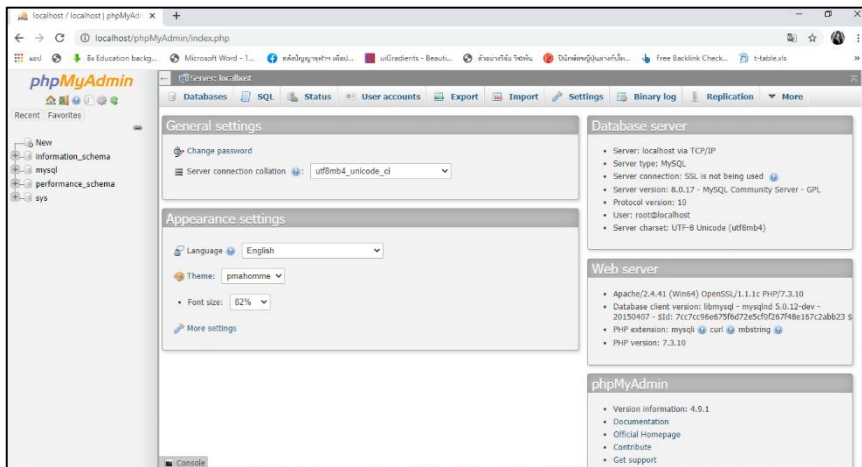 localhost / localhost | phpMyAdr
localhost/phpMyAdmin/index.php
แอปฯ
Microsoft Word - 1...
uiGradients - Beauti...
Free Backlink Check...
t-table.xls
phpMyAdmin
Recent Favorites
New
information_schema
mysql
performance_schema
sys
Server: localhost
Databases SQL Status User accounts Export Import Settings Binary log Replication More
General settings
Change password
Server connection collation : utf8mb4_unicode_ci
Appearance settings
Language English
Theme: pmahomme
Font size: 82%
More settings
Console
Database server
Server: localhost via TCP/IP
Server type: MySQL
Server connection: SSL is not being used
Server version: 8.0.17 - MySQL Community Server - GPL
Protocol version: 10
User: root@localhost
Server charset: UTF-8 Unicode (utf8mb4)
Web server
Apache/2.4.41 (Win64) OpenSSL/1.1.1c PHP/7.3.10
Database client version: libmysql - mysqlnd 5.0.12-dev -
20150407 - $Id: 7cc7cc96e675f6d72e5cf0f267f48e167c2abb23 $
PHP extension: mysqli curl mbstring
PHP version: 7.3.10
phpMyAdmin
Version information: 4.9.1
Documentation
Official Homepage
Contribute
Get support